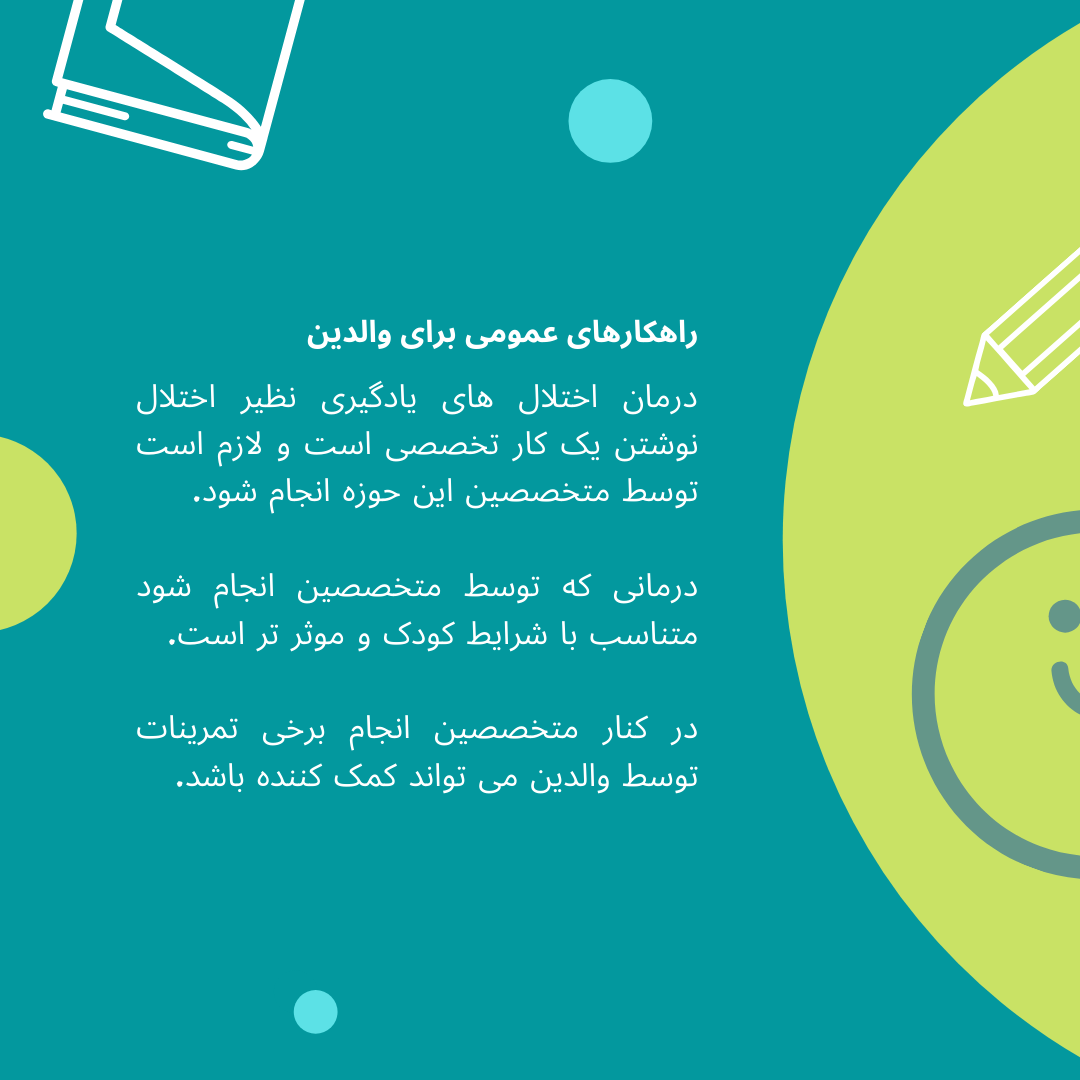 راهکارهای عمومی برای والدین
درمان اختلال های یادگیری نظیر اختلال
نوشتن یک کار تخصصی است و لازم است
توسط متخصصین این حوزه انجام شود.
درمانی که توسط متخصصین انجام شود
متناسب با شرایط کودک و موثر تر است.
در کنار متخصصین انجام برخی تمرینات
توسط والدین می تواند کمک کننده باشد.